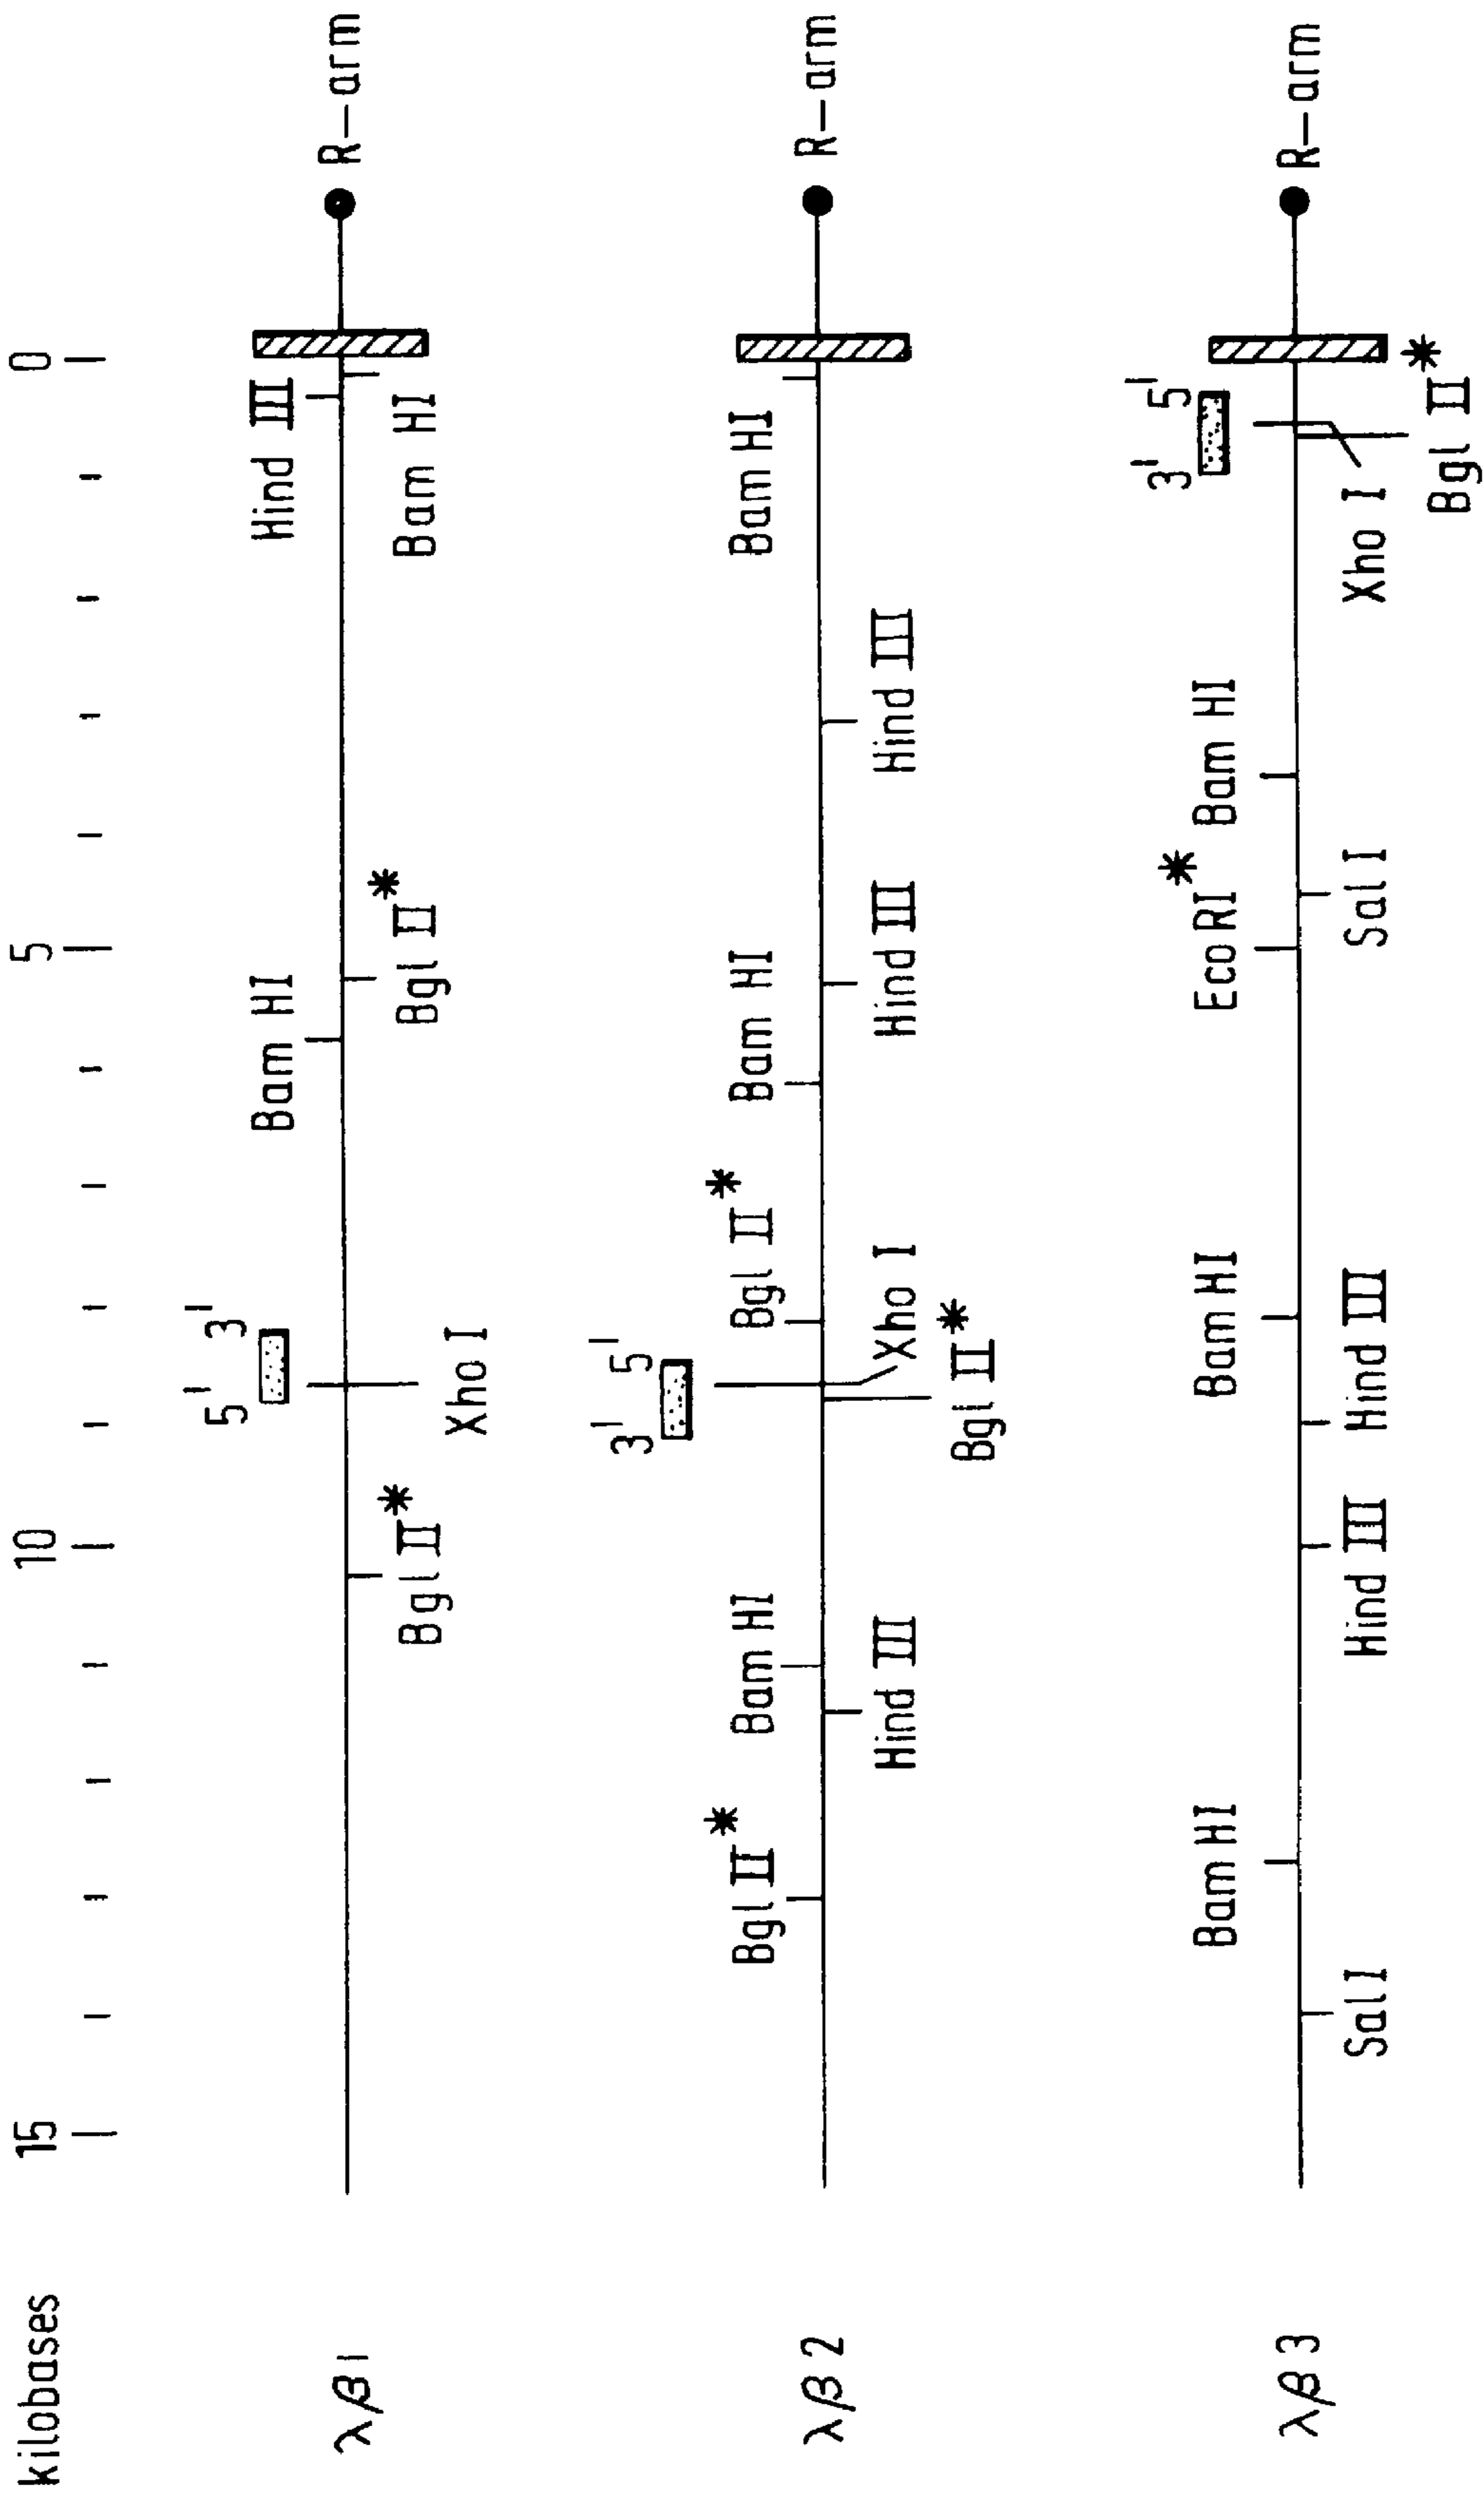 kilobases 15 10 5 0
5' 3'
Bam HI Hind III
λβ1 R-arm
Bgl II* Bgl II* Bam HI
Xho I
3' 5'
Bgl II* Bam HI Bgl II* Bam HI Bam HI
λβ2 R-arm
Hind III Xho I Hind III Hind III
Bgl II*
3' 5'
Bam HI Bam HI Eco RI* Bam HI
λβ3 R-arm
Sal I Hind III Hind III Sal I Xho I
Bgl II*